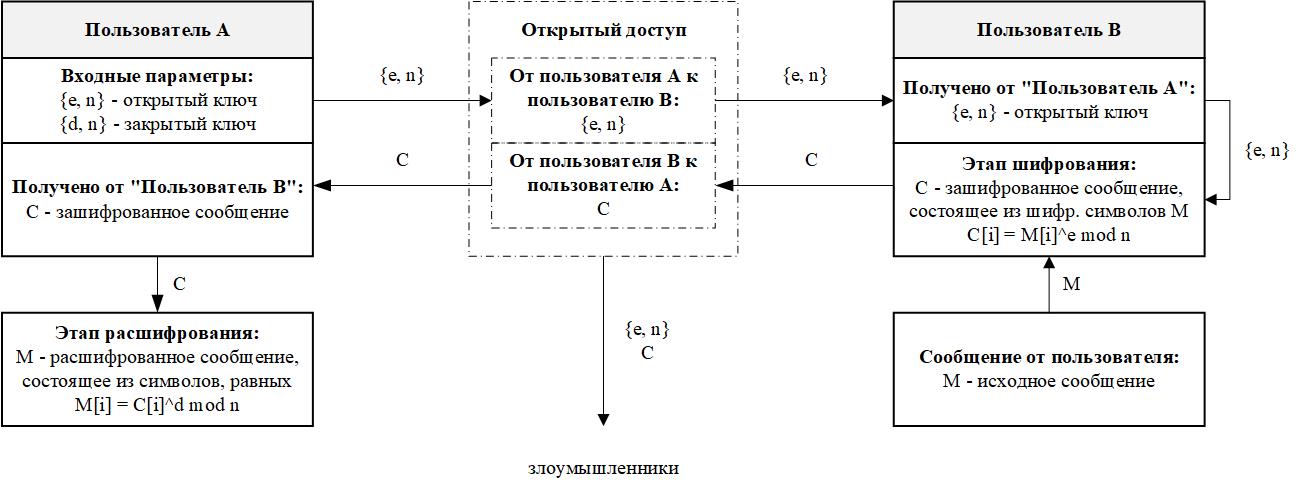 Пользователь A
Входные параметры:
{e, n} - открытый ключ
{d, n} - закрытый ключ
Получено от "Пользователь B":
C - зашифрованное сообщение
C
Этап расшифрования:
M - расшифрованное сообщение,
состоящее из символов, равных
M[i] = C[i]^d mod n
{e, n}
C
Открытый доступ
От пользователя A к
пользователю B:
{e, n}
От пользователя B к
пользователю A:
C
{e, n}
C
злоумышленники
{e, n}
C
Пользователь B
Получено от "Пользователь A":
{e, n} - открытый ключ
{e, n}
Этап шифрования:
C - зашифрованное сообщение,
состоящее из шифр. символов M
C[i] = M[i]^e mod n
M
Сообщение от пользователя:
M - исходное сообщение